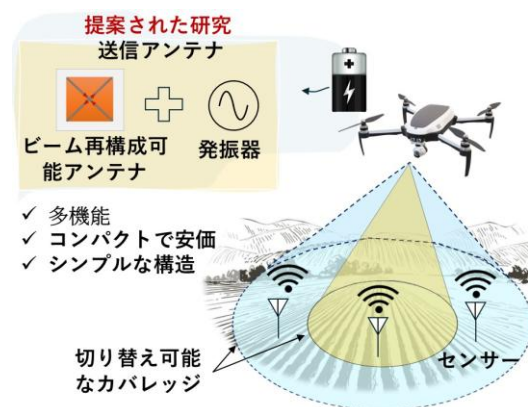 提案された研究
送信アンテナ
ビーム再構成可
能アンテナ
発振器
✓ 多機能
✓ コンパクトで安価
✓ シンプルな構造
切り替え可能
なカバレッジ
センサー